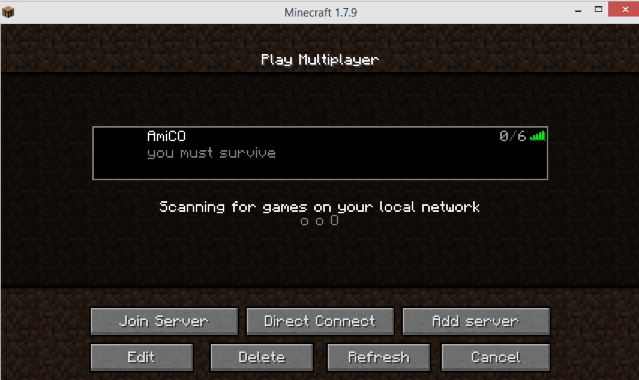 Minecraft 1.7.9
Play Multiplayer
AmiCO 0/6
you must survive
Scanning for games on your local network
o o O
Join Server Direct Connect Add server
Edit Delete Refresh Cancel